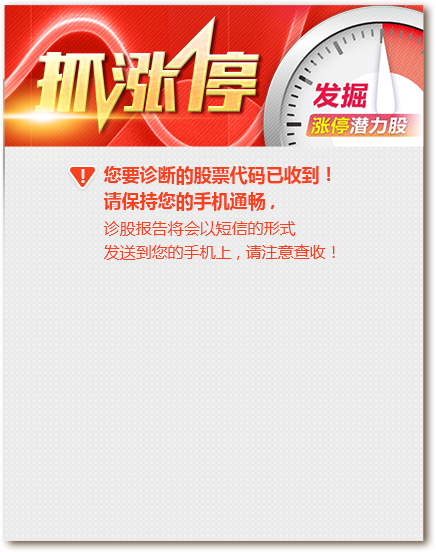 抓涨停
发掘
涨停潜力股
您要诊断的股票代码已收到！
请保持您的手机通畅，
诊股报告将会以短信的形式
发送到您的手机上，请注意查收！